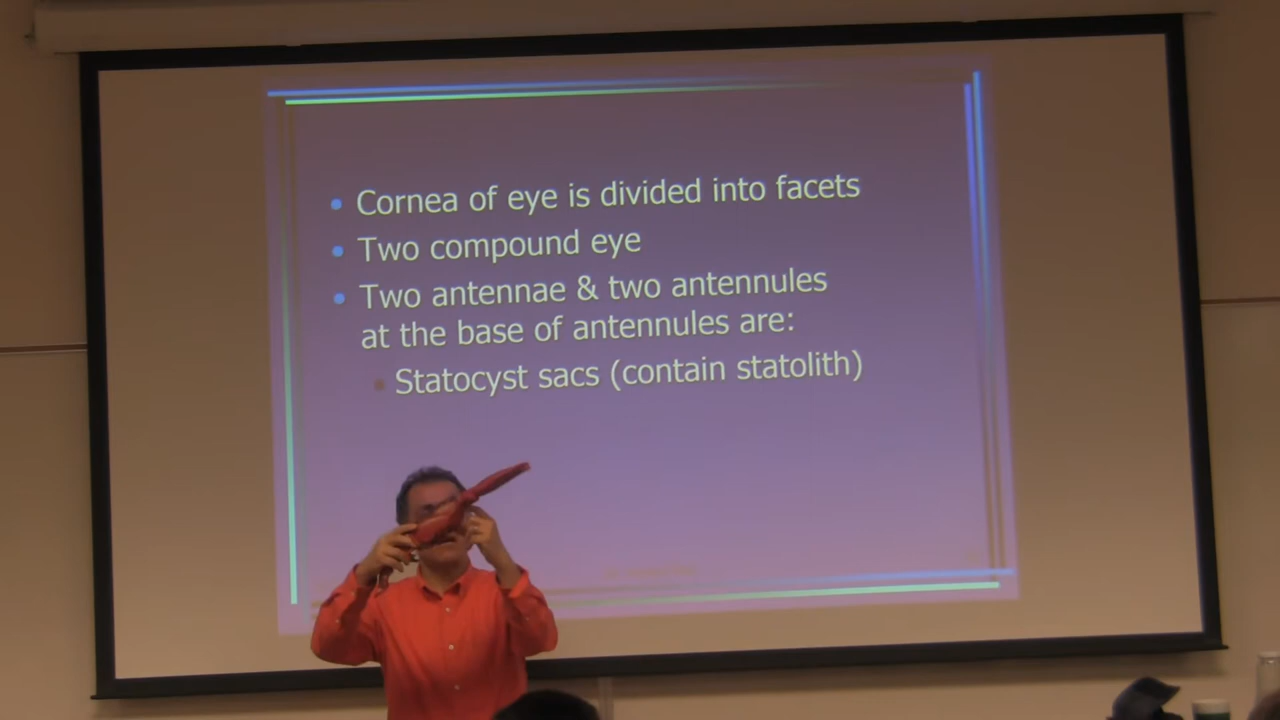 • Cornea of eye is divided into facets
• Two compound eye
• Two antennae & two antennules
at the base of antennules are:
• Statocyst sacs (contain statolith)